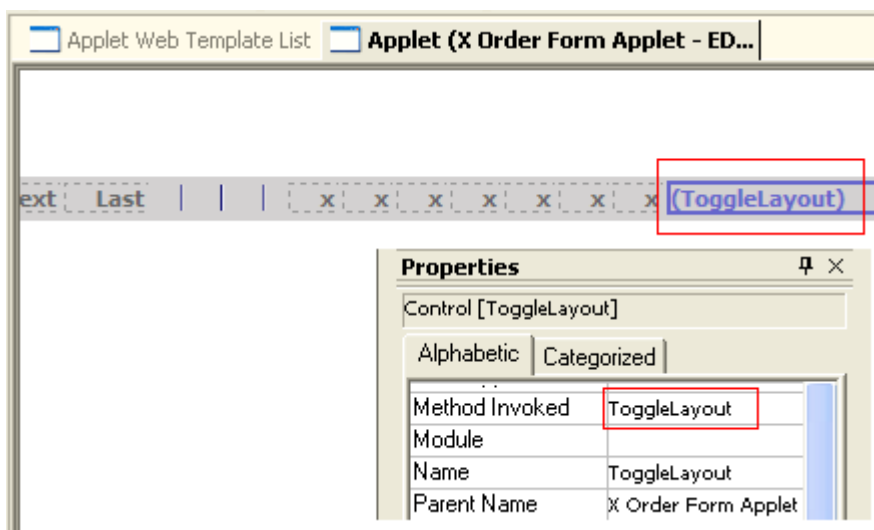 Applet Web Template List Applet (X Order Form Applet - ED...
ext Last x x x x x x x (ToggleLayout)
Properties
Control [ToggleLayout]
Alphabetic Categorized
Method Invoked ToggleLayout
Module
Name ToggleLayout
Parent Name X Order Form Applet